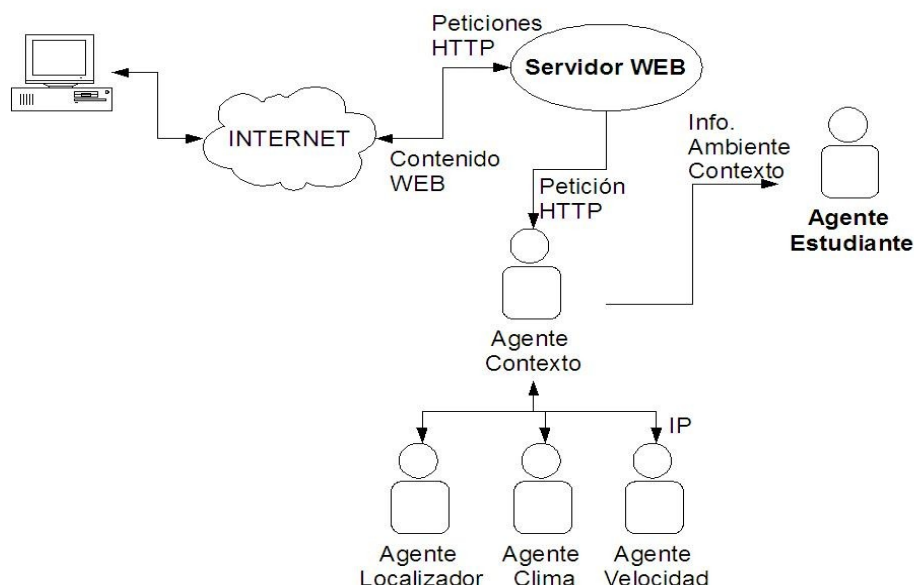 Peticiones
HTTP
Servidor WEB
INTERNET
Contenido
WEB
Info.
Ambiente
Contexto
Petición
HTTP
Agente
Estudiante
Agente
Contexto
IP
Agente
Localizador
Agente
Clima
Agente
Velocidad